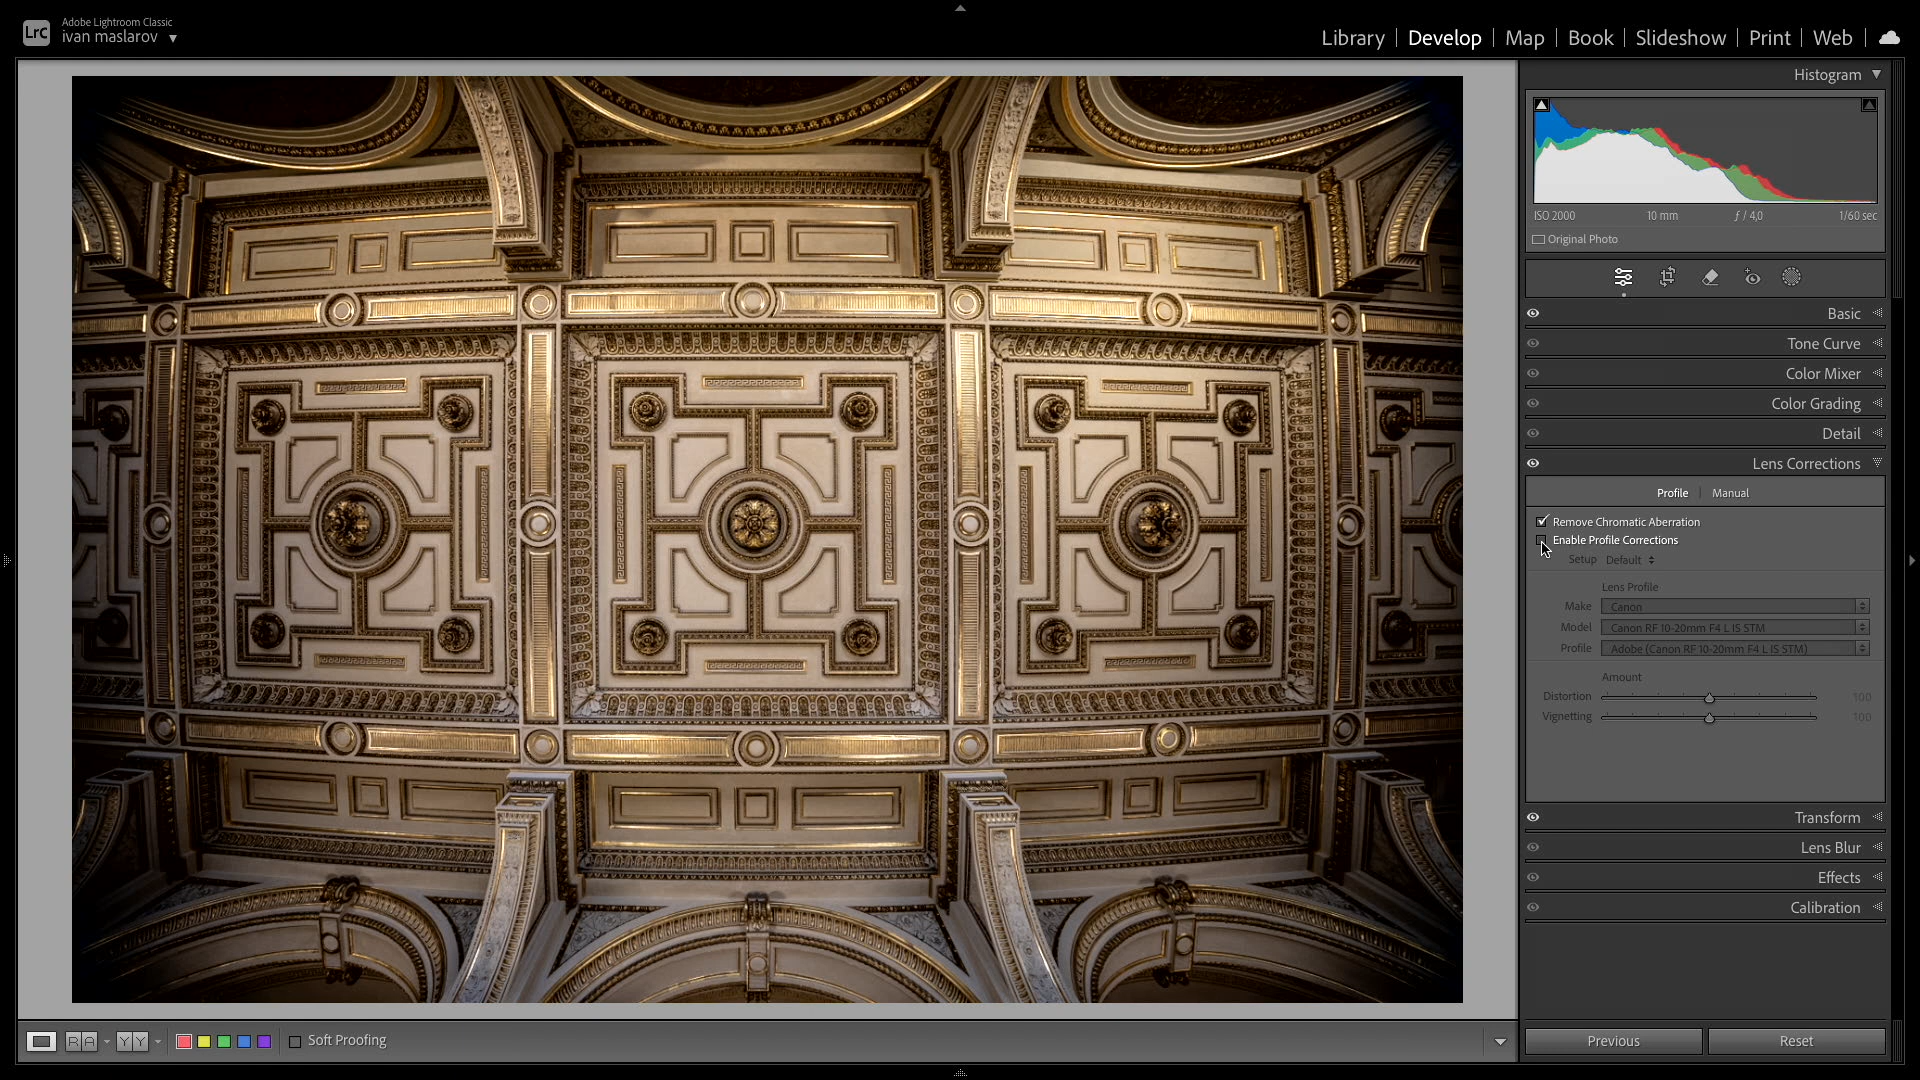 Lrc
Adobe Lightroom Classic
ivan maslarov
Library | Develop | Map | Book | Slideshow | Print | Web
Histogram
ISO 2000 10 mm ƒ / 4,0 1/60 sec
Original Photo
Basic
Tone Curve
Color Mixer
Color Grading
Detail
Lens Corrections
Profile | Manual
Remove Chromatic Aberration
Enable Profile Corrections
Setup Default
Lens Profile
Make Canon
Model Canon RF 10-20mm F4 L IS STM
Profile Adobe (Canon RF 10-20mm F4 L IS STM)
Amount
Distortion 100
Vignetting 100
Transform
Lens Blur
Effects
Calibration
R A Y Y Soft Proofing
Previous Reset